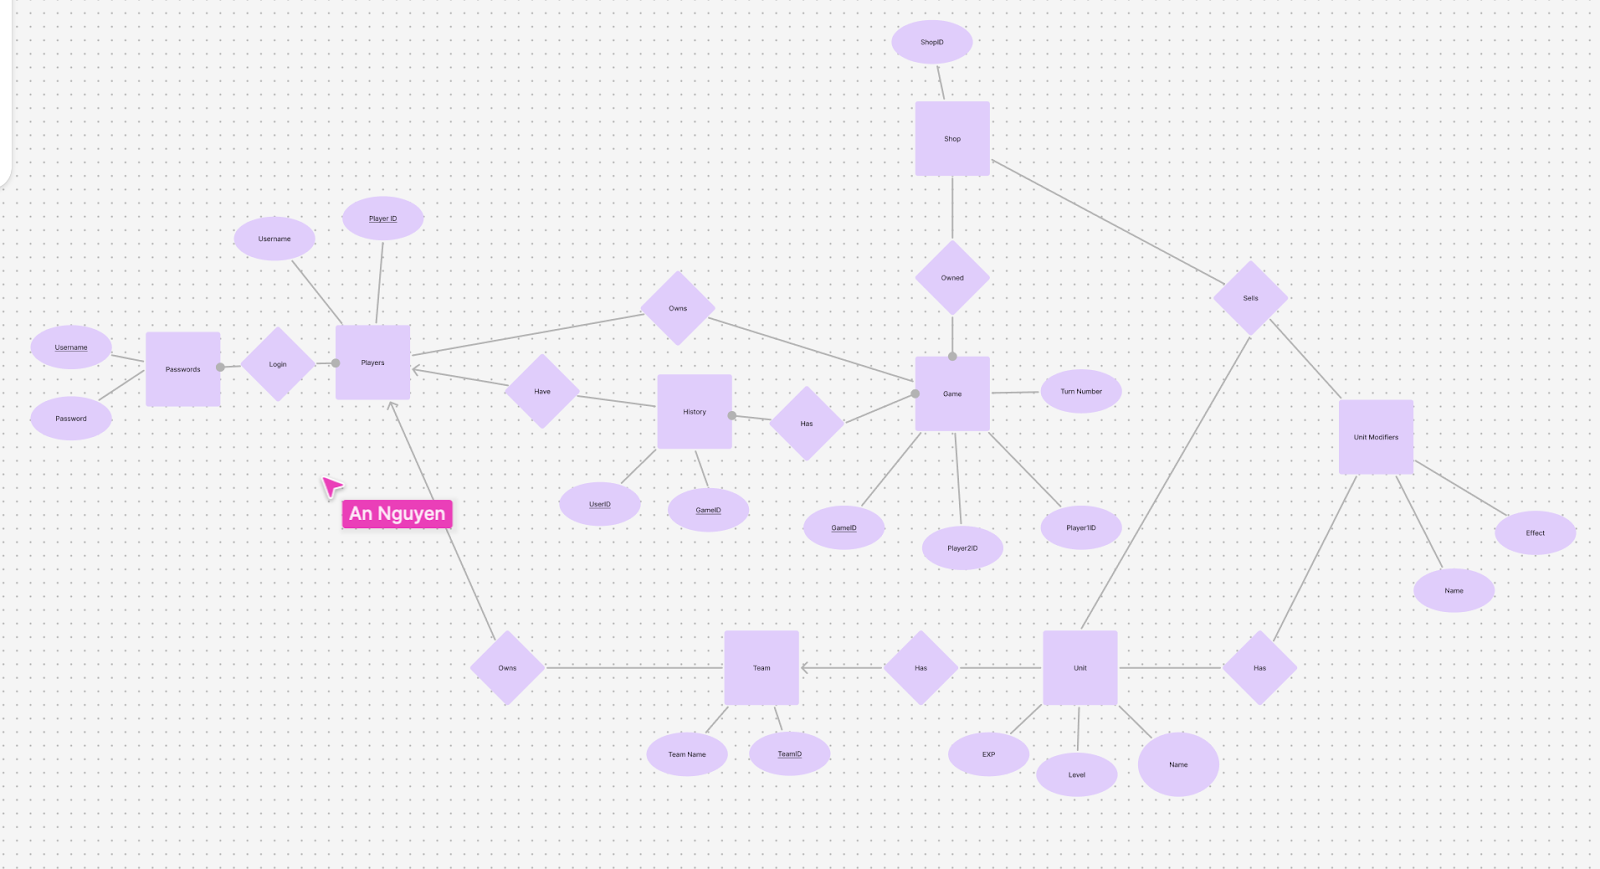 ShopID
Shop
Player ID
Username
Owned
Sells
Owns
Username
Passwords
Login
Players
Password
Have
History
Has
Game
Turn Number
Unit Modifiers
UserID
GameID
GameID
Player2ID
Player1ID
Effect
Name
An Nguyen
Owns
Team
Has
Unit
Has
Team Name
TeamID
EXP
Level
Name